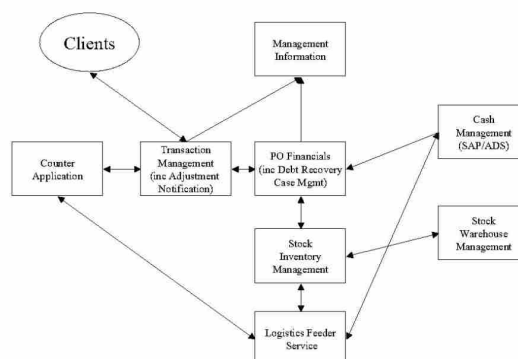 Clients
Management
Information
Cash
Management
(SAP/ADS)
Counter
Application
Transaction
Management
(inc Adjustment
Notification)
PO Financials
(inc Debt Recovery
Case Mgmt)
Stock
Warehouse
Management
Stock
Inventory
Management
Logistics Feeder
Service